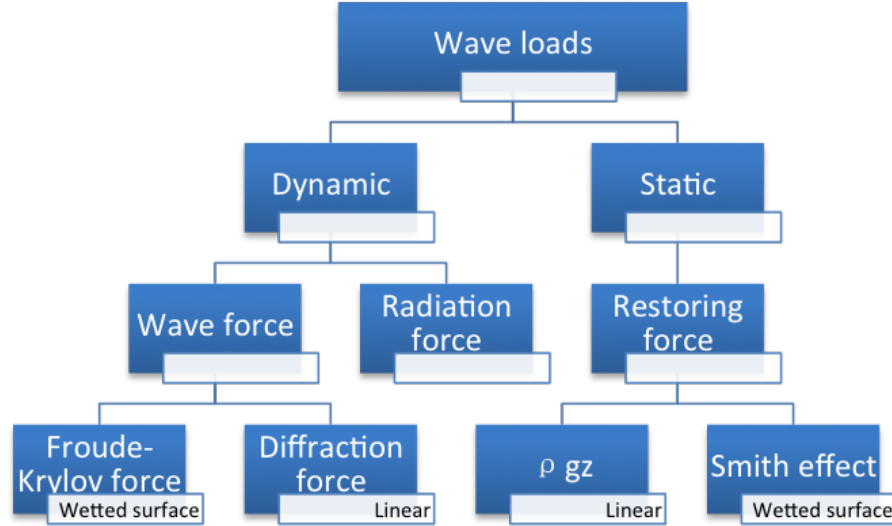 Wave loads
Dynamic
Static
Wave force
Radiation
force
Restoring
force
Froude-
Krylov force
Wetted surface
Diffraction
force
Linear
ρ gz
Linear
Smith effect
Wetted surface